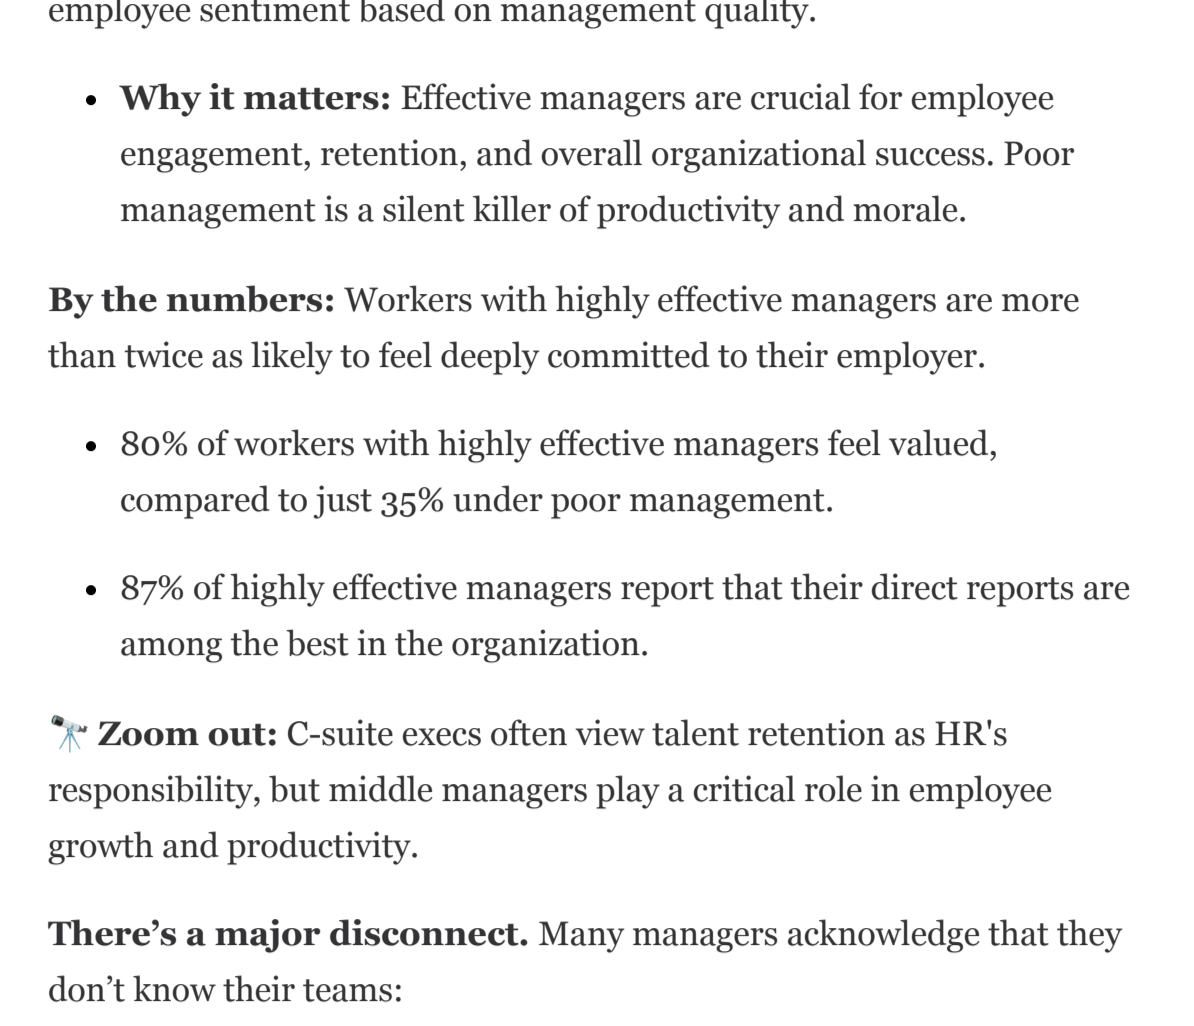 employee sentiment based on management quality.
• Why it matters: Effective managers are crucial for employee
engagement, retention, and overall organizational success. Poor
management is a silent killer of productivity and morale.
By the numbers: Workers with highly effective managers are more
than twice as likely to feel deeply committed to their employer.
• 80% of workers with highly effective managers feel valued,
compared to just 35% under poor management.
• 87% of highly effective managers report that their direct reports are
among the best in the organization.
🔭 Zoom out: C-suite execs often view talent retention as HR's
responsibility, but middle managers play a critical role in employee
growth and productivity.
There’s a major disconnect. Many managers acknowledge that they
don’t know their teams: